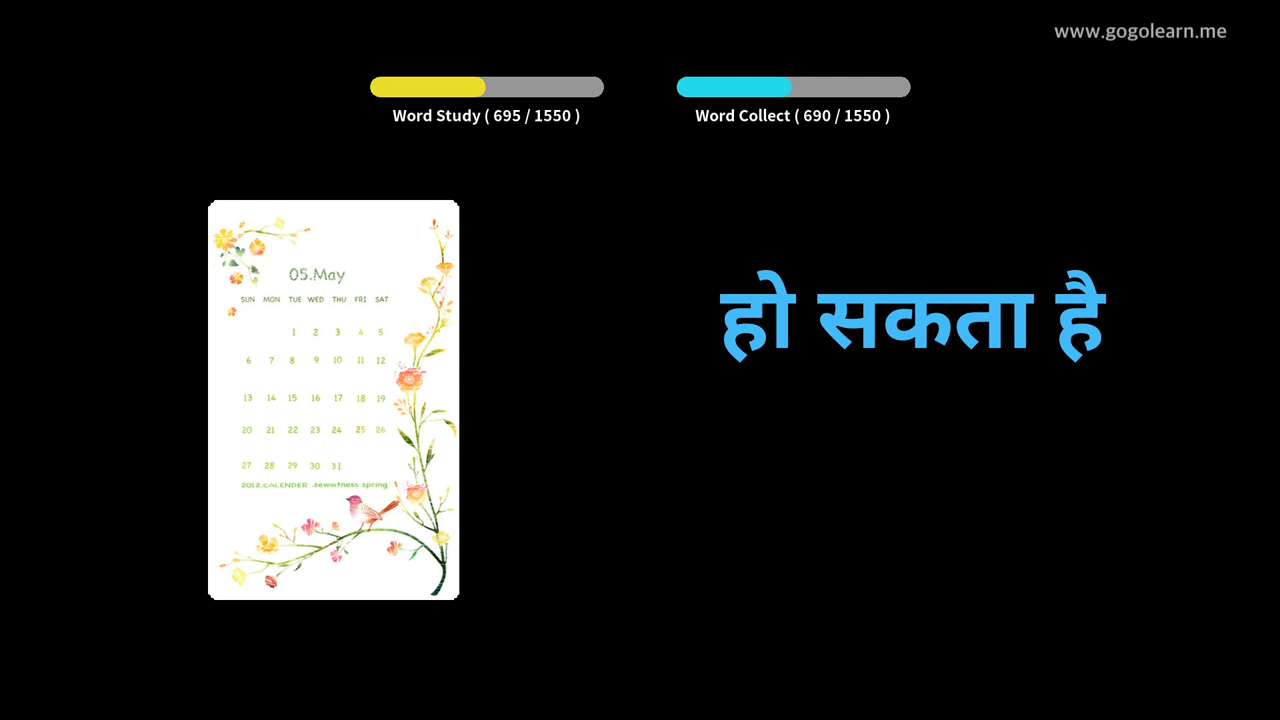 www.gogolearn.me
Word Study ( 695 / 1550 )
Word Collect ( 690 / 1550 )
05.May
SUN MON TUE WED THU FRI SAT
1 2 3 4 5
6 7 8 9 10 11 12
13 14 15 16 17 18 19
20 21 22 23 24 25 26
27 28 29 30 31
2012.CALENDER .sewwtness spring
हो सकता है